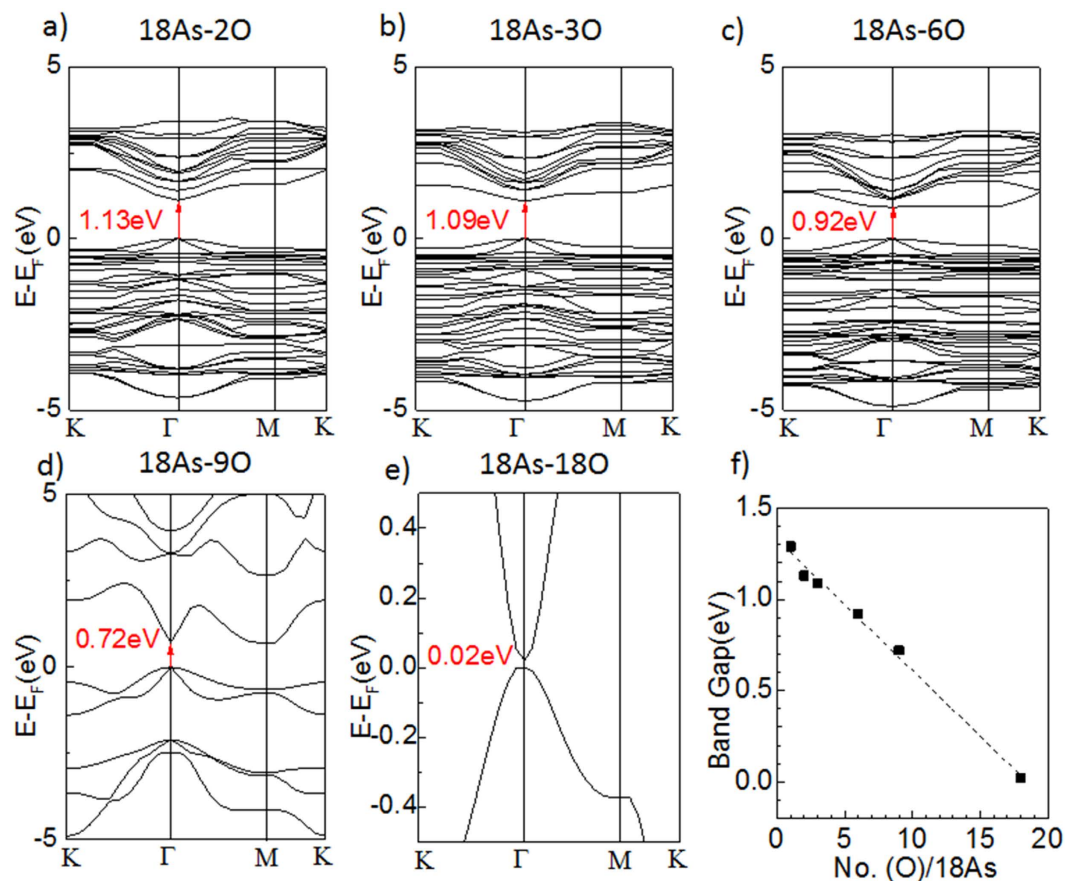 a) 18As-2O
b) 18As-3O
c) 18As-6O
5
0
-5
E-E_F(eV)
1.13eV
K Γ M K
5
0
-5
E-E_F(eV)
1.09eV
K Γ M K
5
0
-5
E-E_F(eV)
0.92eV
K Γ M K
d) 18As-9O
e) 18As-18O
f)
5
0
-5
E-E_F(eV)
0.72eV
K Γ M K
0.4
0.2
0.0
-0.2
-0.4
E-E_F(eV)
0.02eV
K Γ M K
1.5
1.0
0.5
0.0
Band Gap(eV)
0 5 10 15 20
No. (O)/18As